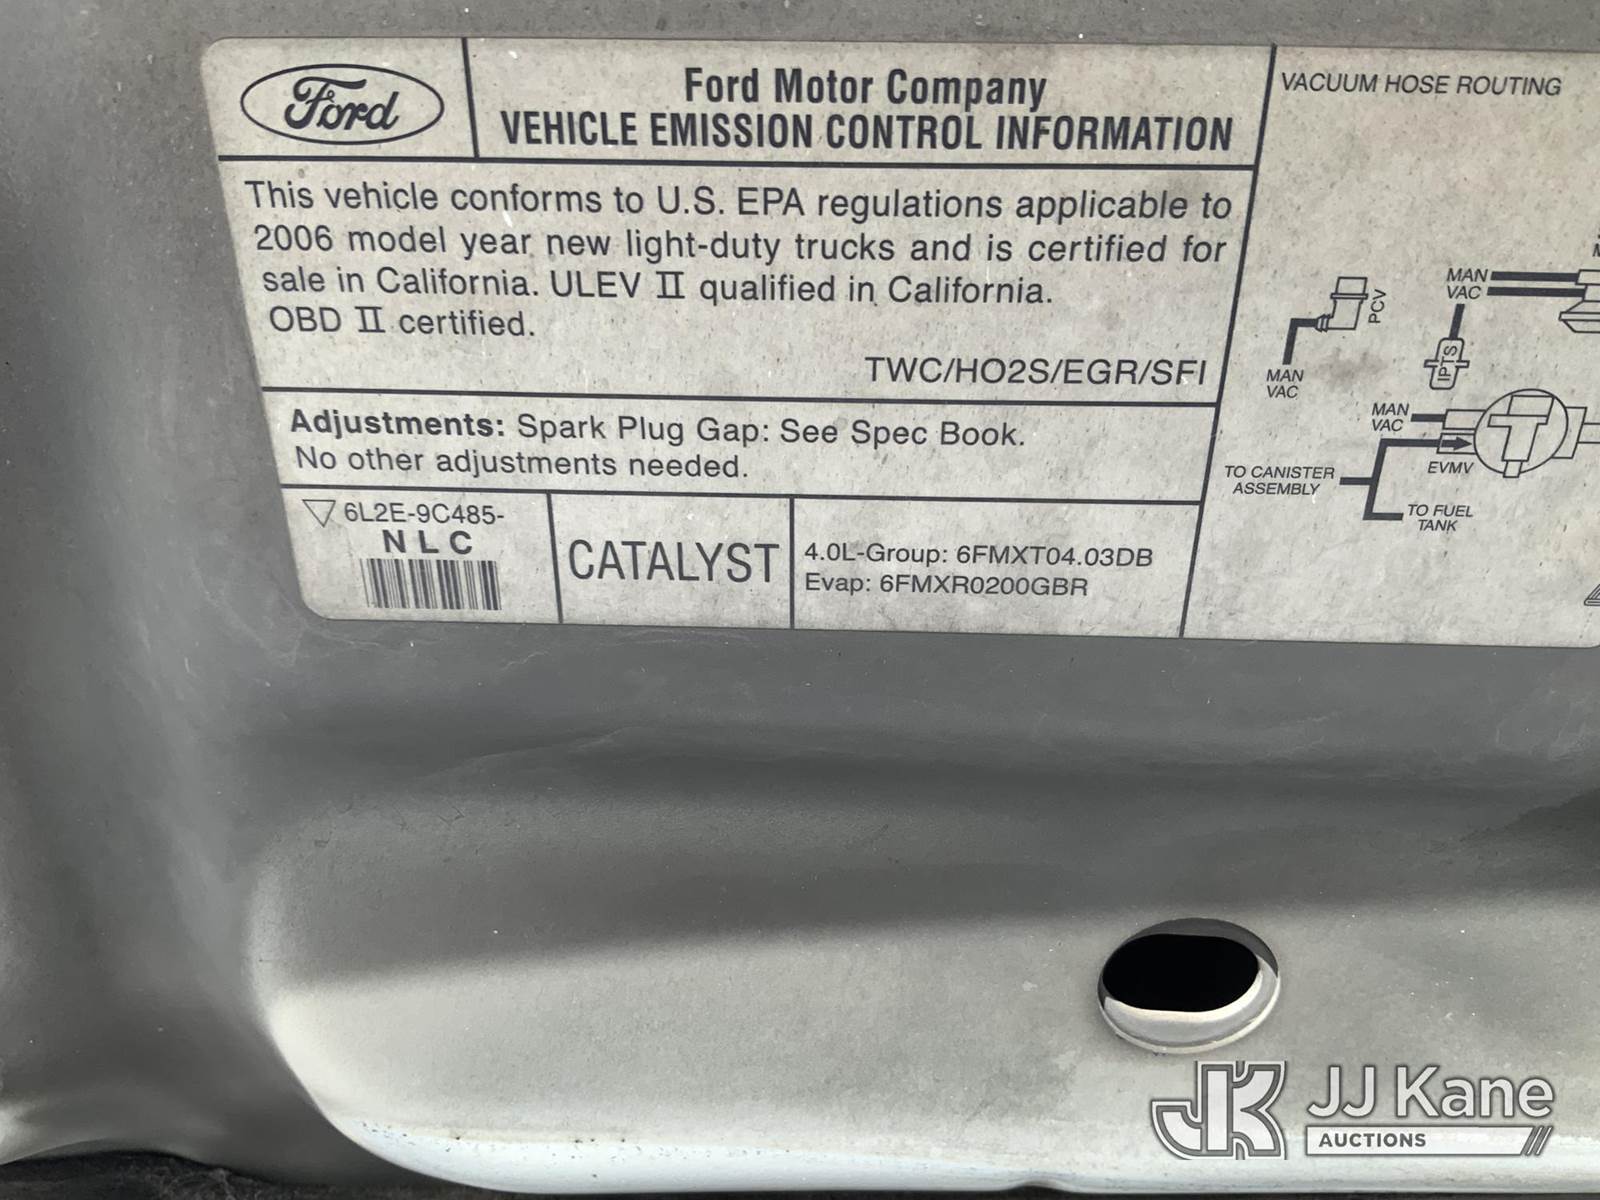 Ford
Ford Motor Company
VEHICLE EMISSION CONTROL INFORMATION
This vehicle conforms to U.S. EPA regulations applicable to
2006 model year new light-duty trucks and is certified for
sale in California. ULEV II qualified in California.
OBD II certified.
TWC/HO2S/EGR/SFI
Adjustments: Spark Plug Gap: See Spec Book.
No other adjustments needed.
6L2E-9C485-
NLC
CATALYST
4.0L-Group: 6FMXT04.03DB
Evap: 6FMXR0200GBR
VACUUM HOSE ROUTING
PCV
MAN
VAC
MAN
VAC
IPTS
MAN
VAC
EVMV
TO CANISTER
ASSEMBLY
TO FUEL
TANK
JJ Kane
AUCTIONS